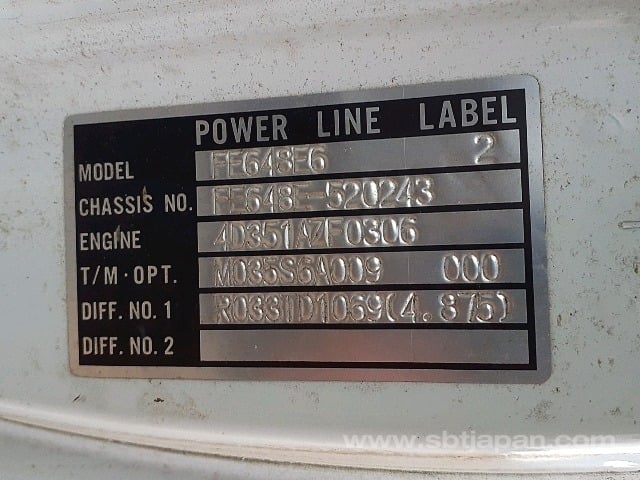 POWER LINE LABEL
MODEL FE648E6 2
CHASSIS NO. FE648E-520243
ENGINE 4D351AZF0306
T/M·OPT. M035S6A009 000
DIFF. NO. 1 R033TD1069(4.875)
DIFF. NO. 2
www.sbtjapan.com